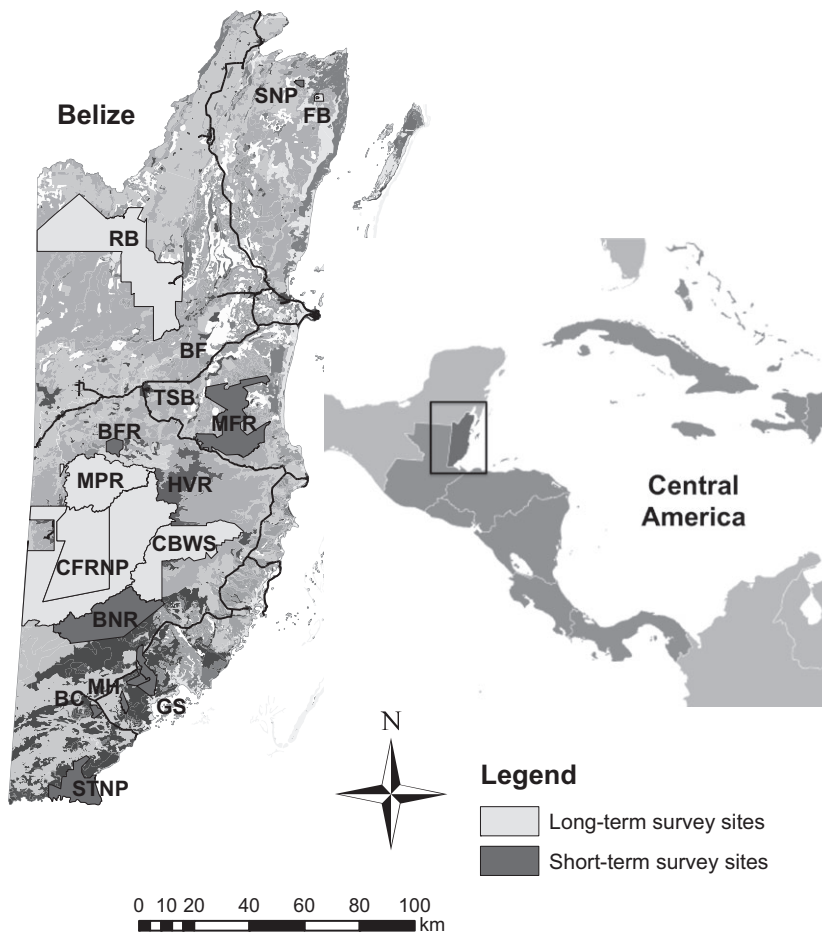 Belize
SNP
FB
RB
BF
TSB
MFR
BFR
MPR
HVR
CBWS
CFRNP
BNR
MH
BC
GS
STNP
Central
America
N
Legend
Long-term survey sites
Short-term survey sites
0 10 20 40 60 80 100
km